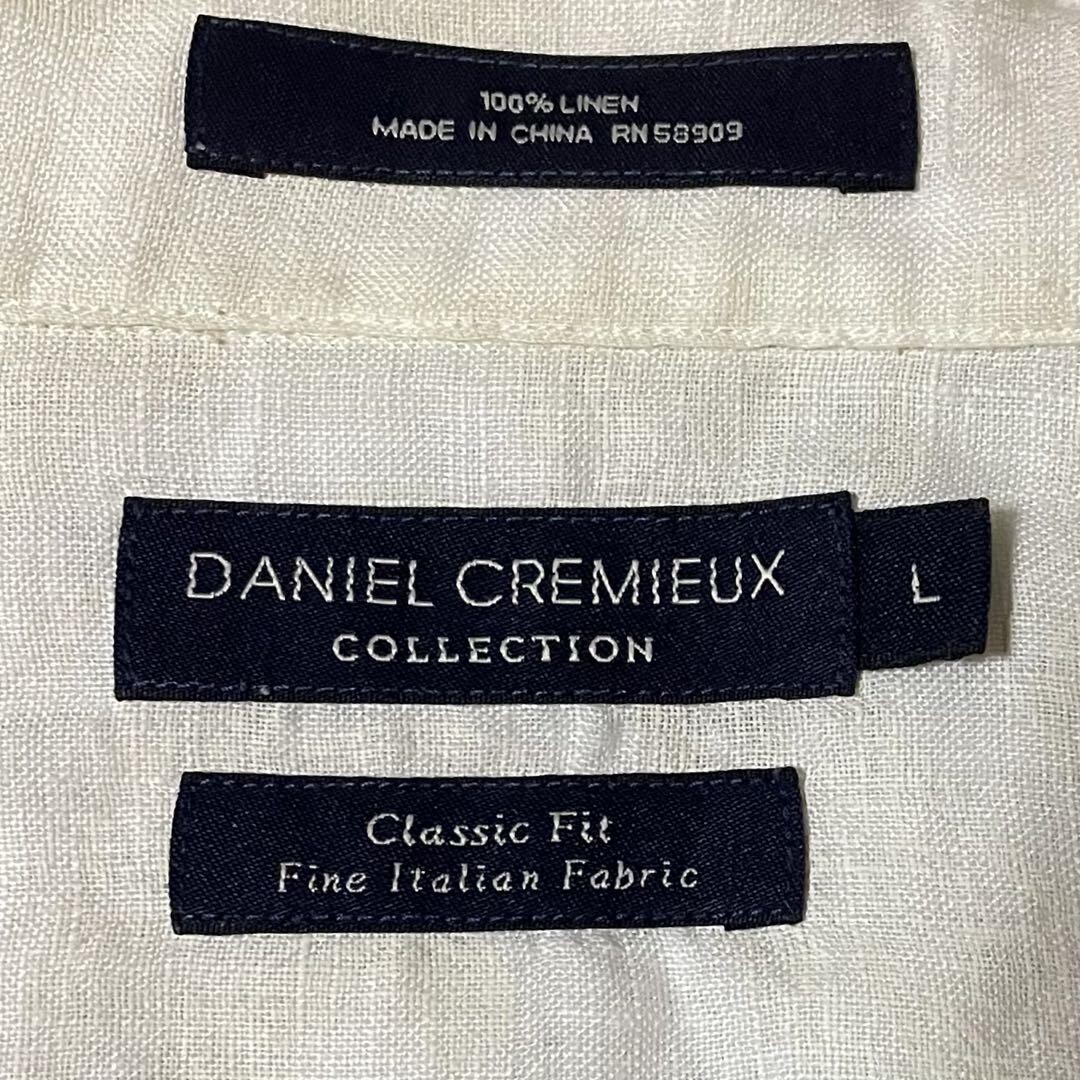 100% LINEN
MADE IN CHINA RN 58909
DANIEL CREMIEUX
COLLECTION
L
Classic Fit
Fine Italian Fabric